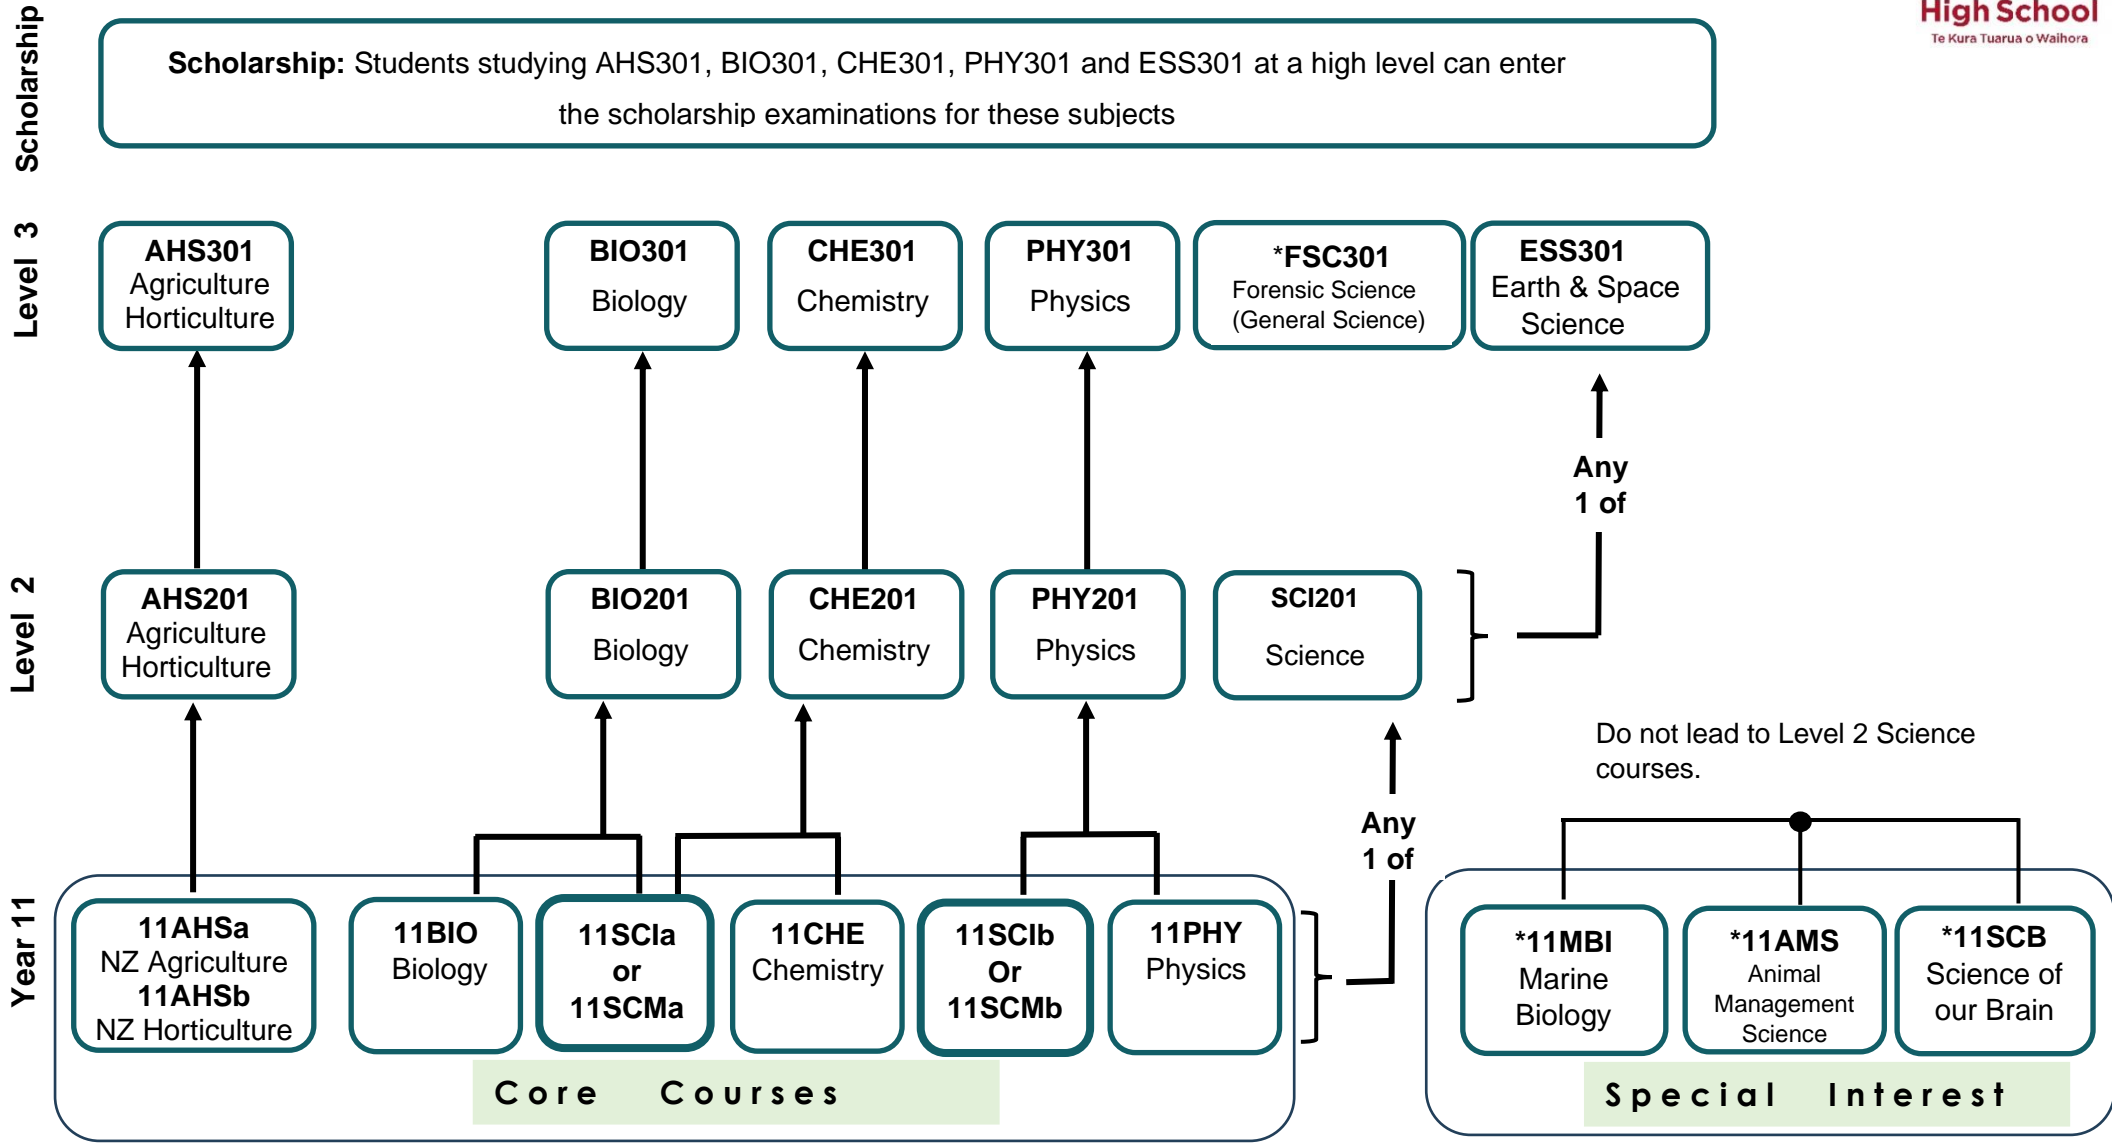 High School
Te Kura Tuarua o Waihora
Scholarship
Scholarship: Students studying AHS301, BIO301, CHE301, PHY301 and ESS301 at a high level can enter
the scholarship examinations for these subjects
Level 3
AHS301
Agriculture
Horticulture
BIO301
Biology
CHE301
Chemistry
PHY301
Physics
*FSC301
Forensic Science
(General Science)
ESS301
Earth & Space
Science
Any
1 of
Level 2
AHS201
Agriculture
Horticulture
BIO201
Biology
CHE201
Chemistry
PHY201
Physics
SCI201
Science
Do not lead to Level 2 Science
courses.
Any
1 of
Year 11
11AHSa
NZ Agriculture
11AHSb
NZ Horticulture
11BIO
Biology
11SCIa
or
11SCMa
11CHE
Chemistry
11SCIb
Or
11SCMb
11PHY
Physics
*11MBI
Marine
Biology
*11AMS
Animal
Management
Science
*11SCB
Science of
our Brain
Core Courses
Special Interest